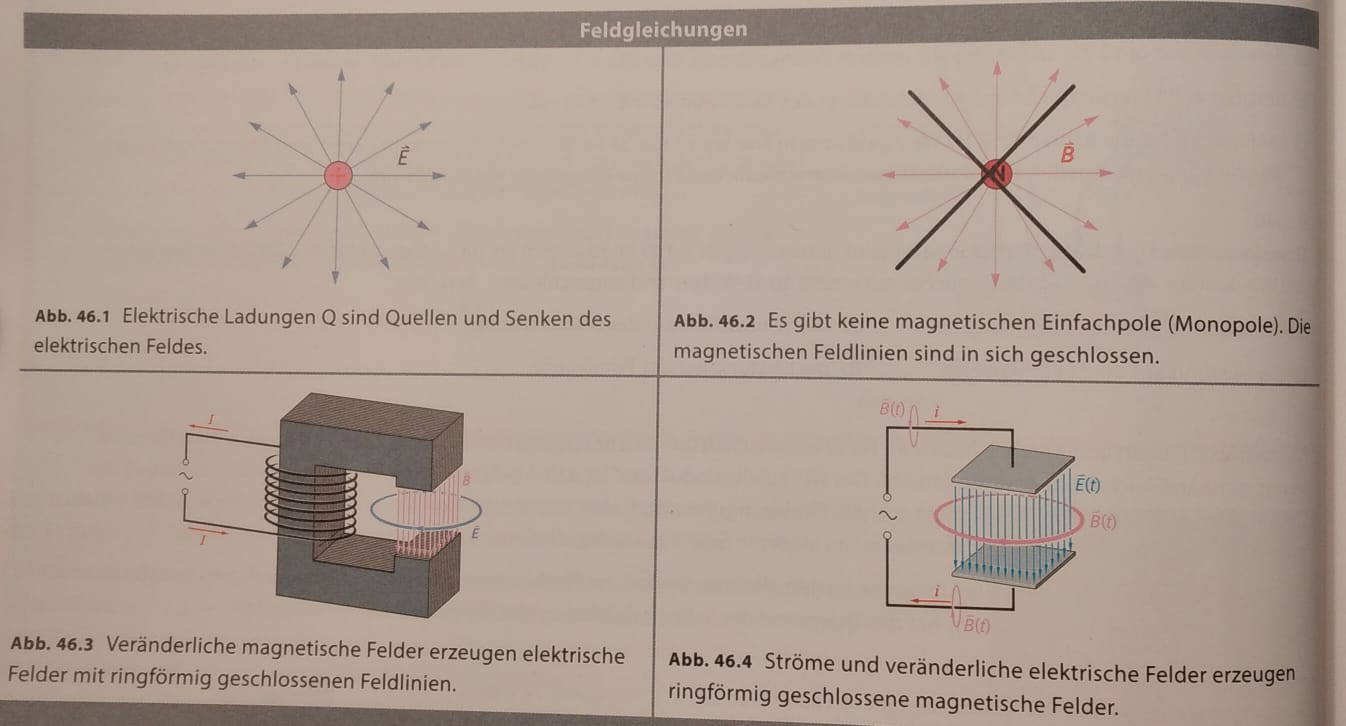 Feldgleichungen
E⃗
Abb. 46.1 Elektrische Ladungen Q sind Quellen und Senken des
elektrischen Feldes.
N
B⃗
Abb. 46.2 Es gibt keine magnetischen Einfachpole (Monopole). Die
magnetischen Feldlinien sind in sich geschlossen.
I
~
I
B⃗
E⃗
Abb. 46.3 Veränderliche magnetische Felder erzeugen elektrische
Felder mit ringförmig geschlossenen Feldlinien.
B⃗(t) i
E⃗(t)
~
B⃗(t)
i
B⃗(t)
Abb. 46.4 Ströme und veränderliche elektrische Felder erzeugen
ringförmig geschlossene magnetische Felder.